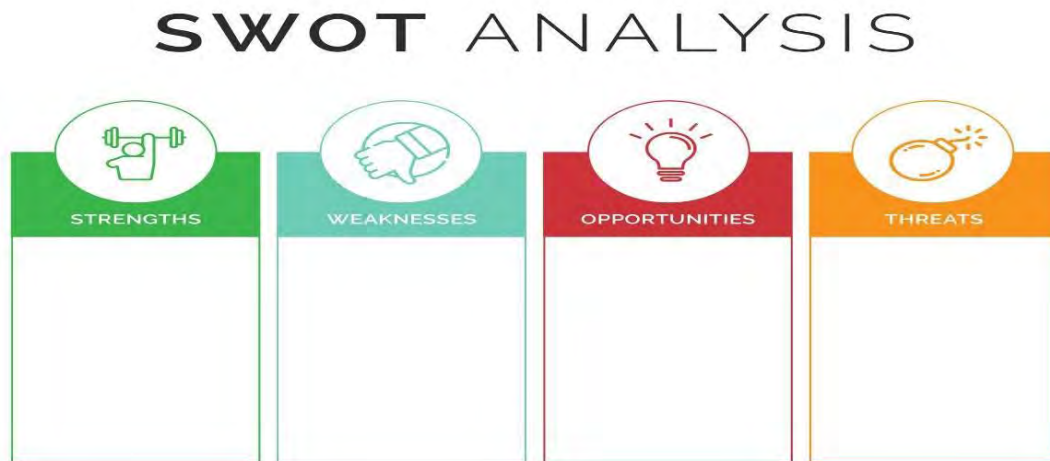 SWOT ANALYSIS
STRENGTHS
WEAKNESSES
OPPORTUNITIES
THREATS